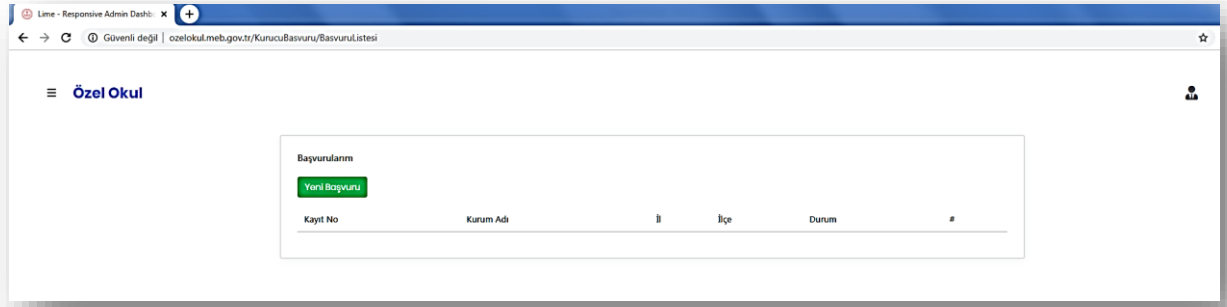 Lime - Responsive Admin Dashb
Güvenli değil | ozelokul.meb.gov.tr/KurucuBasvuru/BasvuruListesi
Özel Okul
Başvurularım
Yeni Başvuru
Kayıt No Kurum Adı İl İlçe Durum #